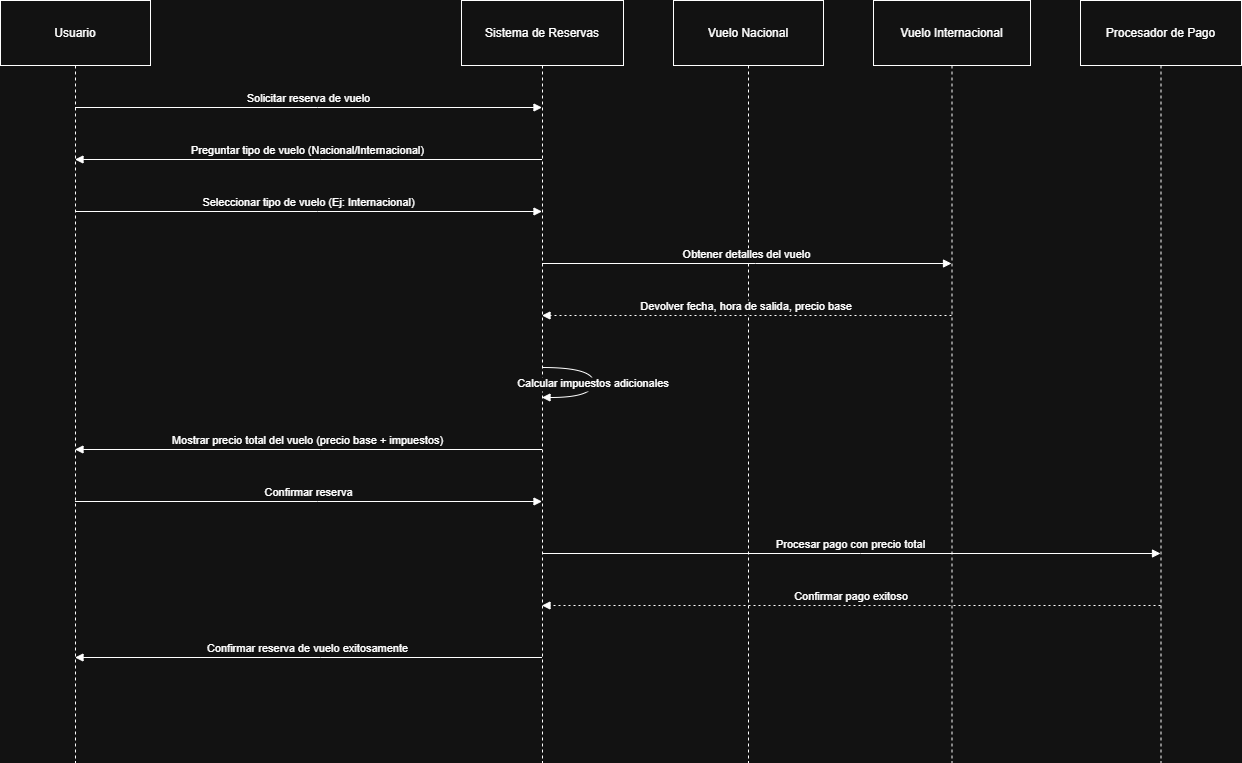 Usuario
Sistema de Reservas
Vuelo Nacional
Vuelo Internacional
Procesador de Pago
Solicitar reserva de vuelo
Preguntar tipo de vuelo (Nacional/Internacional)
Seleccionar tipo de vuelo (Ej: Internacional)
Obtener detalles del vuelo
Devolver fecha, hora de salida, precio base
Calcular impuestos adicionales
Mostrar precio total del vuelo (precio base + impuestos)
Confirmar reserva
Procesar pago con precio total
Confirmar pago exitoso
Confirmar reserva de vuelo exitosamente